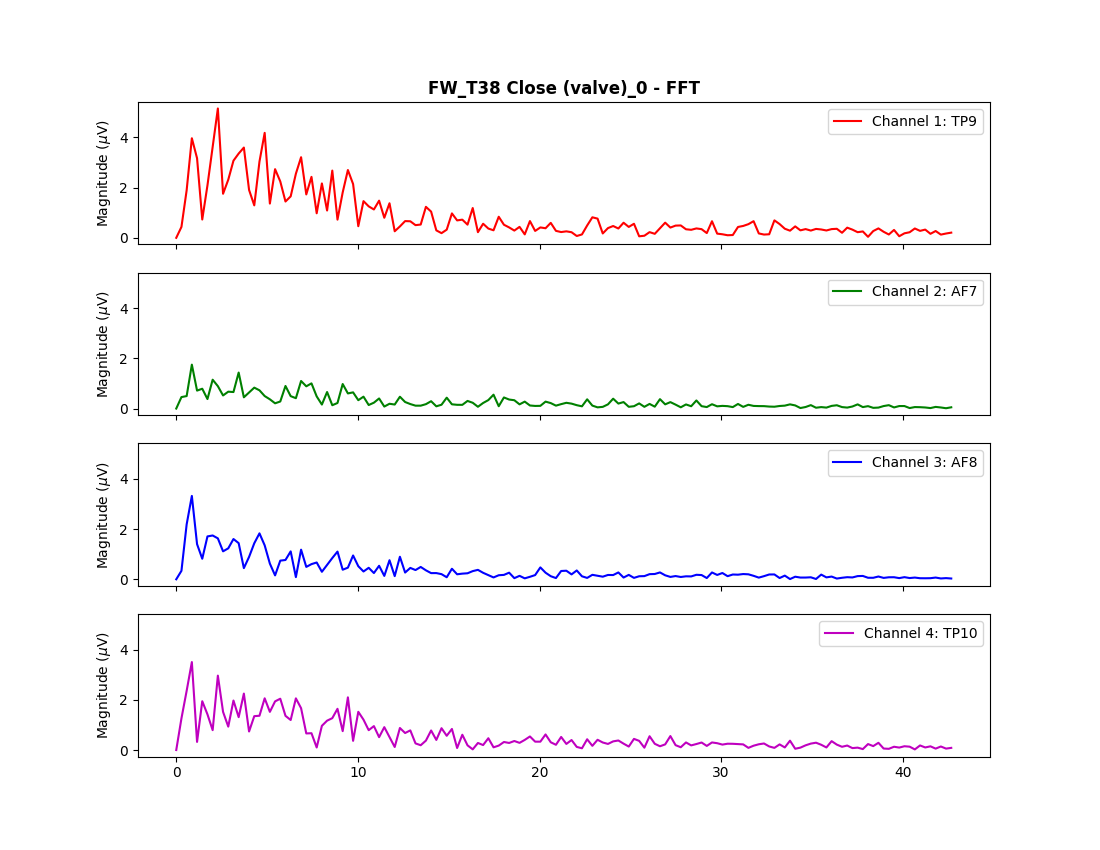 FW_T38 Close (valve)_0 - FFT
Magnitude (μV)
4
2
0
Channel 1: TP9
Magnitude (μV)
4
2
0
Channel 2: AF7
Magnitude (μV)
4
2
0
Channel 3: AF8
Magnitude (μV)
4
2
0
Channel 4: TP10
0 10 20 30 40